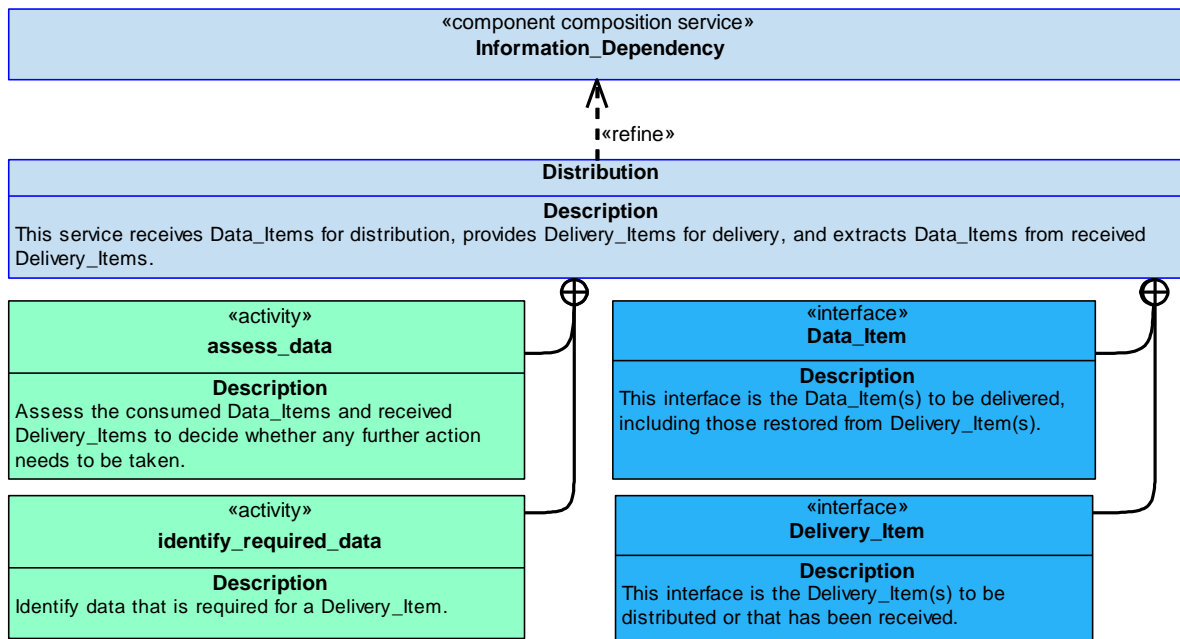 «component composition service»
Information_Dependency
«refine»
Distribution
Description
This service receives Data_Items for distribution, provides Delivery_Items for delivery, and extracts Data_Items from received
Delivery_Items.
«activity»
assess_data
Description
Assess the consumed Data_Items and received
Delivery_Items to decide whether any further action
needs to be taken.
«interface»
Data_Item
Description
This interface is the Data_Item(s) to be delivered,
including those restored from Delivery_Item(s).
«activity»
identify_required_data
Description
Identify data that is required for a Delivery_Item.
«interface»
Delivery_Item
Description
This interface is the Delivery_Item(s) to be
distributed or that has been received.